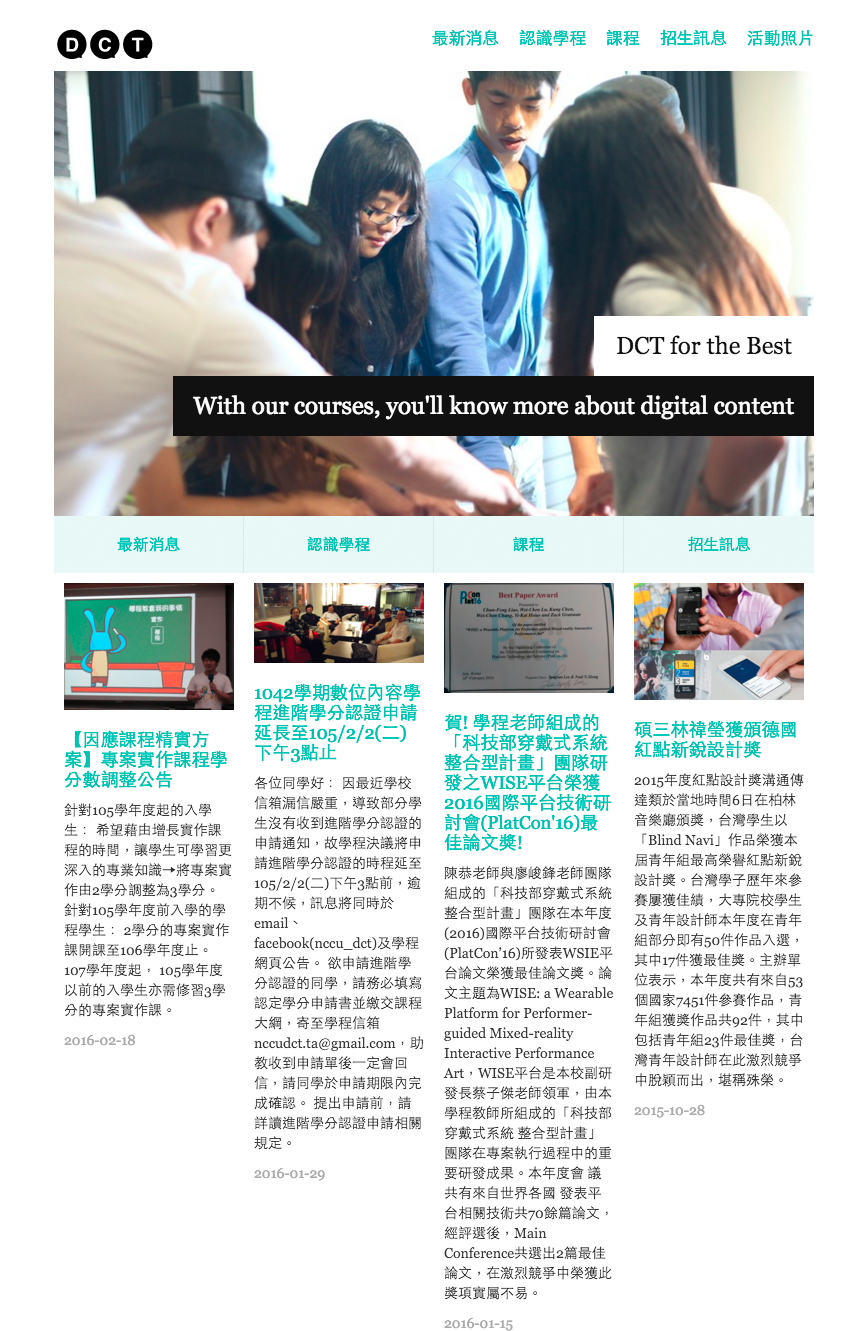 DCT
最新消息 認識學程 課程 招生訊息 活動照片
DCT for the Best
With our courses, you'll know more about digital content
最新消息 認識學程 課程 招生訊息
學程教會我的事情
實作
課程
【因應課程精實方
案】專案實作課程學
分數調整公告
針對105學年度起的入學
生： 希望藉由增長實作課
程的時間，讓學生可學習更
深入的專業知識→將專案實
作由2學分調整為3學分。
針對105學年度前入學的學
程學生： 2學分的專案實作
課開課至106學年度止。
107學年度起， 105學年度
以前的入學生亦需修習3學
分的專案實作課。
2016-02-18
1042學期數位內容學
程進階學分認證申請
延長至105/2/2(二)
下午3點止
各位同學好： 因最近學校
信箱漏信嚴重，導致部分學
生沒有收到進階學分認證的
申請通知，故學程決議將申
請進階學分認證的時程延至
105/2/2(二)下午3點前，逾
期不候，訊息將同時於
email、
facebook(nccu_dct)及學程
網頁公告。 欲申請進階學
分認證的同學，請務必填寫
認定學分申請書並繳交課程
大綱，寄至學程信箱
nccudct.ta@gmail.com，助
教收到申請單後一定會回
信，請同學於申請期限內完
成確認。 提出申請前，請
詳讀進階學分認證申請相關
規定。
2016-01-29
Con
Plat16
Best Paper Award
Presented to
Chun-Feng Liao, Wei-Chen Lu, Kung Chen,
Of the paper entitled
賀! 學程老師組成的
「科技部穿戴式系統
整合型計畫」團隊研
發之WISE平台榮獲
2016國際平台技術研
討會(PlatCon'16)最
佳論文獎!
陳恭老師與廖峻鋒老師團隊
組成的「科技部穿戴式系統
整合型計畫」團隊在本年度
(2016)國際平台技術研討會
(PlatCon'16)所發表WSIE平
台論文榮獲最佳論文獎。論
文主題為WISE: a Wearable
Platform for Performer-
guided Mixed-reality
Interactive Performance
Art，WISE平台是本校副研
發長蔡子傑老師領軍，由本
學程教師所組成的「科技部
穿戴式系統 整合型計畫」
團隊在專案執行過程中的重
要研發成果。本年度會 議
共有來自世界各國 發表平
台相關技術共70餘篇論文，
經評選後，Main
Conference共選出2篇最佳
論文，在激烈競爭中榮獲此
獎項實屬不易。
2016-01-15
1
2
3
碩三林禕瑩獲頒德國
紅點新銳設計獎
2015年度紅點設計獎溝通傳
達類於當地時間6日在柏林
音樂廳頒獎，台灣學生以
「Blind Navi」作品榮獲本
屆青年組最高榮譽紅點新銳
設計獎。台灣學子歷年來參
賽屢獲佳績，大專院校學生
及青年設計師本年度在青年
組部分即有50件作品入選，
其中17件獲最佳獎。主辦單
位表示，本年度共有來自53
個國家7451件參賽作品，青
年組獲獎作品共92件，其中
包括青年組23件最佳獎，台
灣青年設計師在此激烈競爭
中脫穎而出，堪稱殊榮。
2015-10-28